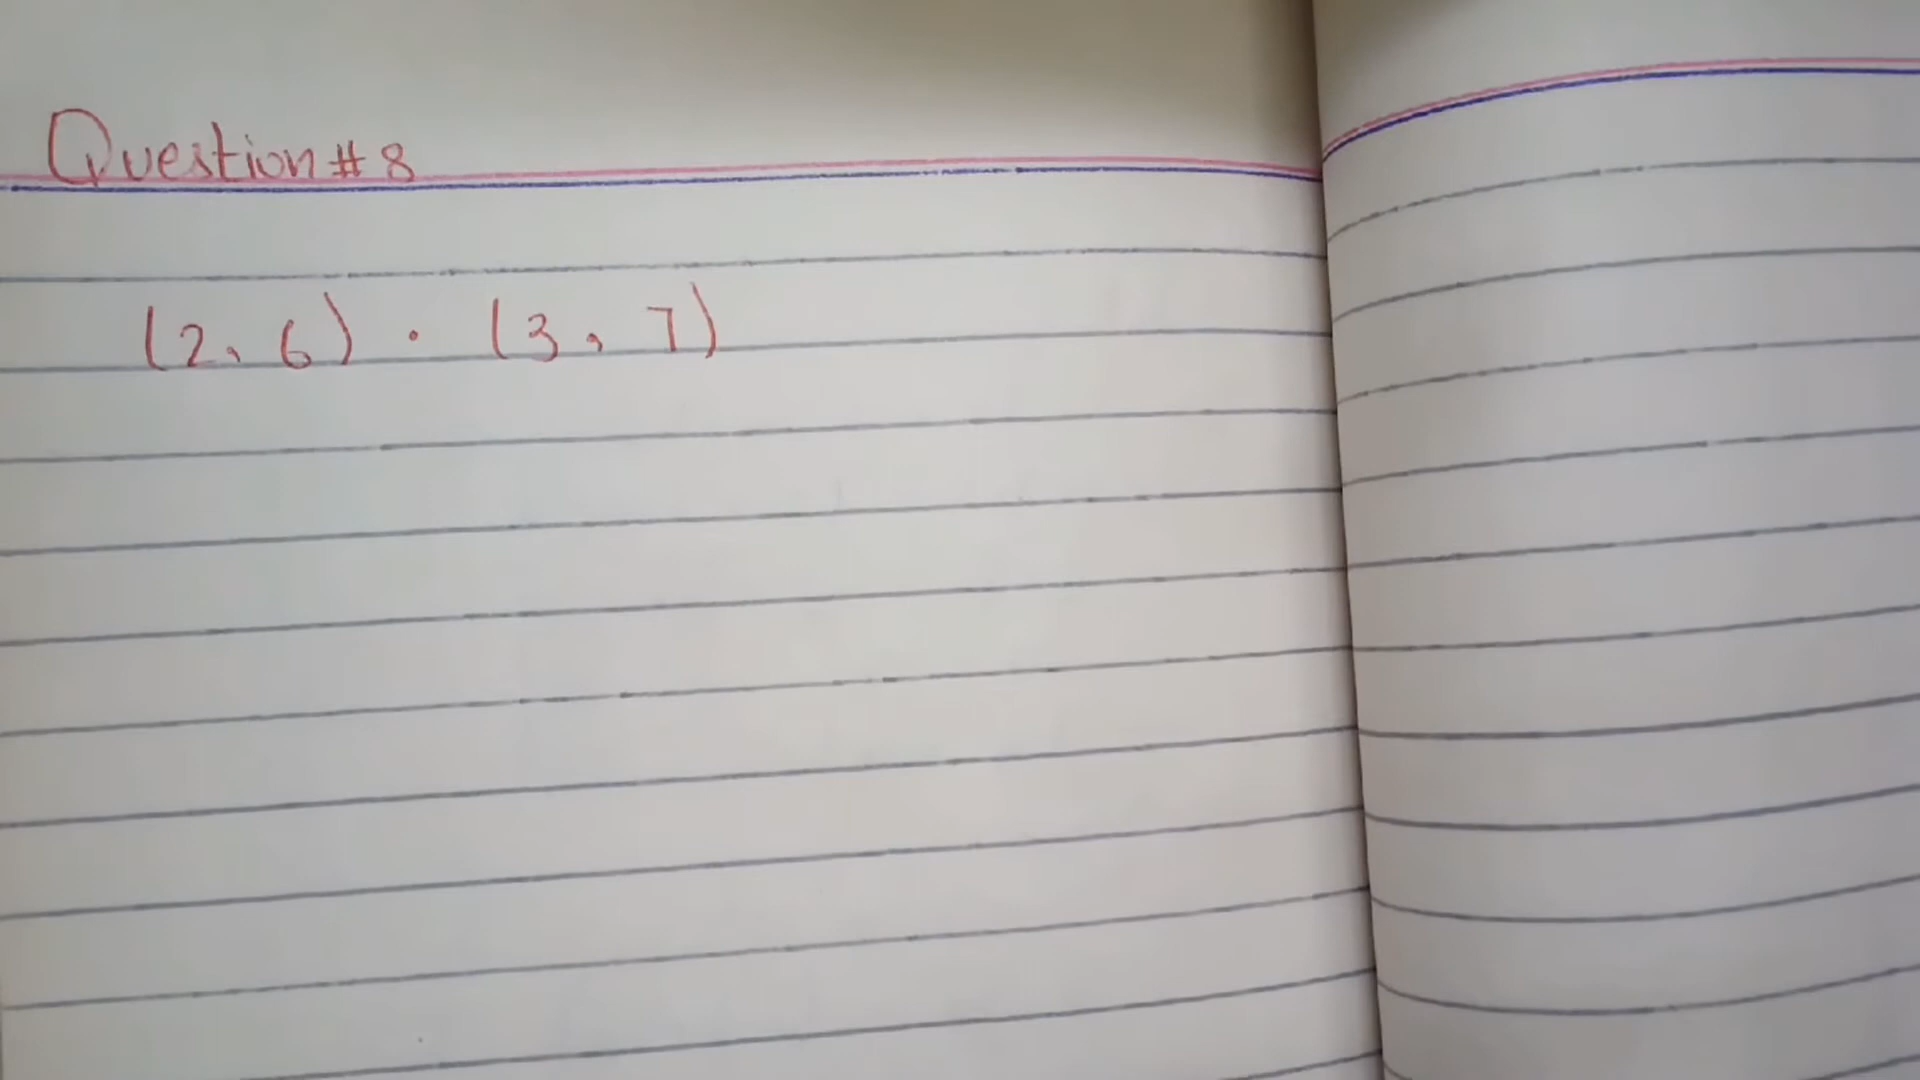 Question # 8
(2, 6) . (3, 7)